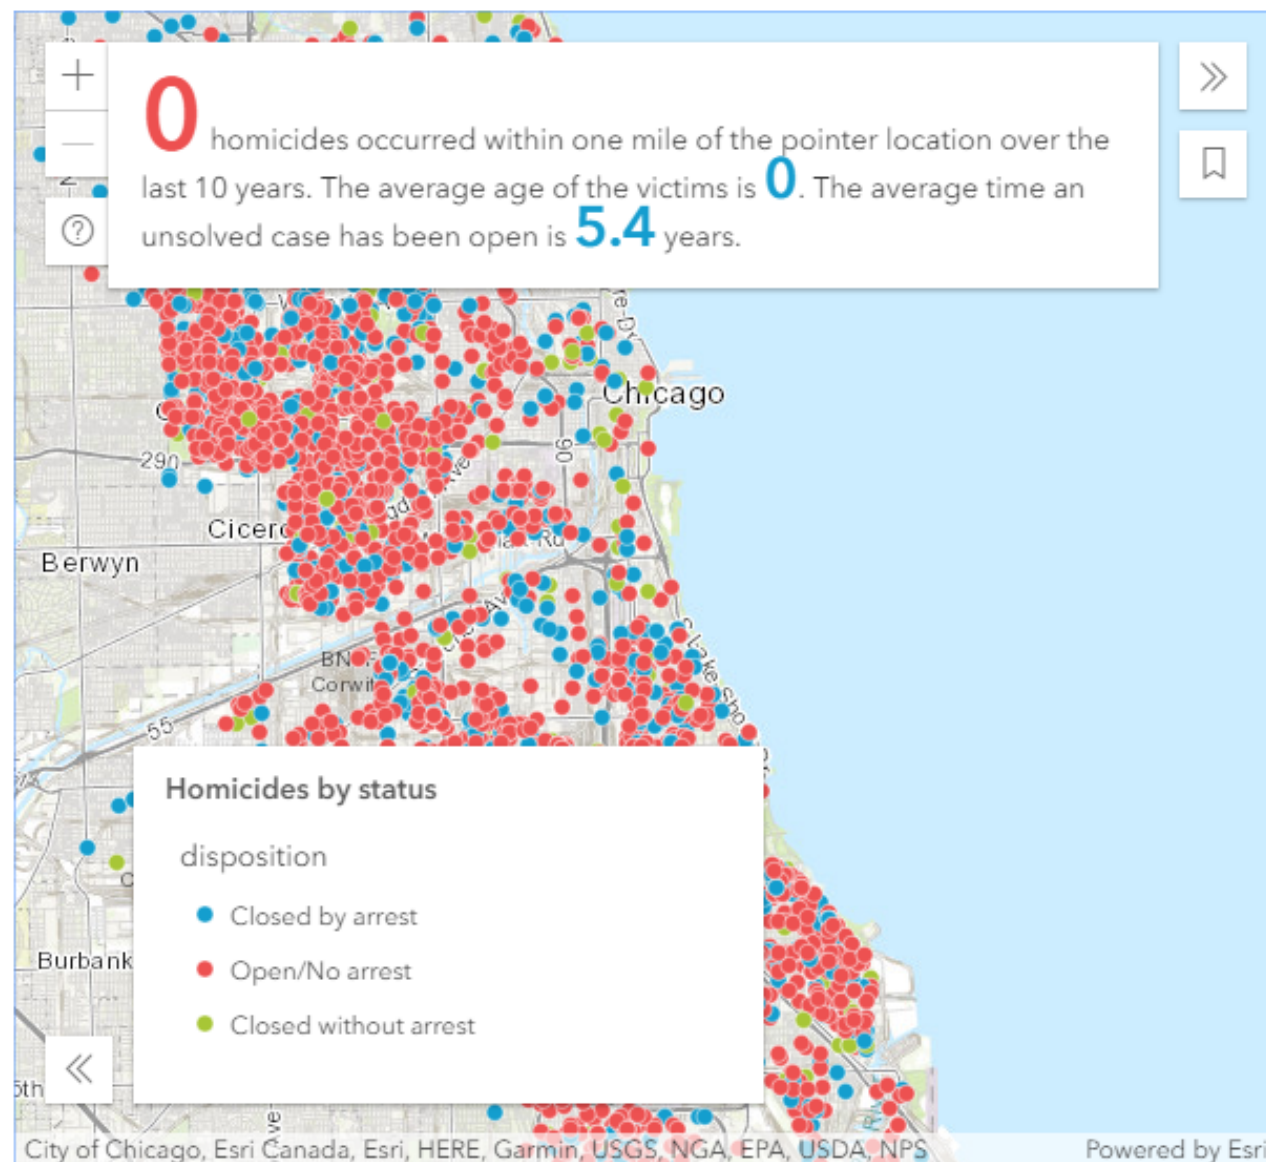 0 homicides occurred within one mile of the pointer location over the
last 10 years. The average age of the victims is 0. The average time an
unsolved case has been open is 5.4 years.
Chicago
90
290
Cicero
Berwyn
Corwit
55
Homicides by status
disposition
Closed by arrest
Open/No arrest
Closed without arrest
Burbank
5th
City of Chicago, Esri Canada, Esri, HERE, Garmin, USGS, NGA, EPA, USDA, NPS
Powered by Esri